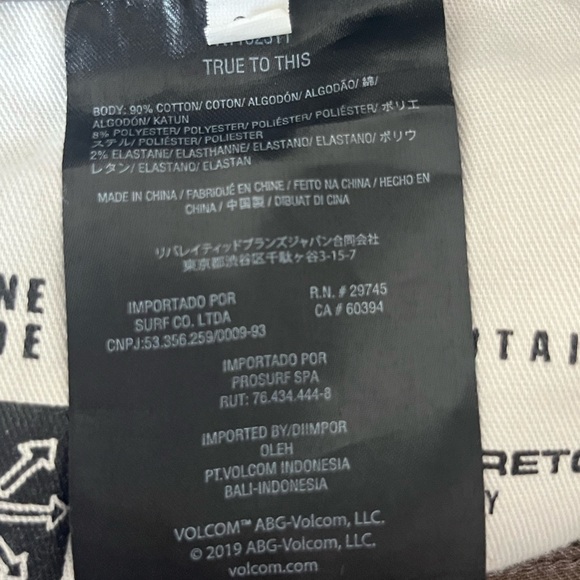 TRUE TO THIS
BODY: 90% COTTON/ COTON/ ALGODÓN/ ALGODÃO/ 綿/
ALGODÓN/ KATUN
8% POLYESTER/ POLYESTER/ POLIÉSTER/ POLIÉSTER/ ポリエ
ステル / POLIÉSTER/ POLIESTER
2% ELASTANE/ ELASTHANNE/ ELASTANO/ ELASTANO/ ポリウ
レタン/ ELASTANO/ ELASTAN
MADE IN CHINA / FABRIQUÉ EN CHINE / FEITO NA CHINA / HECHO EN
CHINA / 中国製 / DIBUAT DI CINA
リバレイティッドブランズジャパン合同会社
東京都渋谷区千駄ヶ谷3-15-7
IMPORTADO POR
SURF CO. LTDA
CNPJ:53.356.259/0009-93
R.N. # 29745
CA # 60394
IMPORTADO POR
PROSURF SPA
RUT: 76.434.444-8
IMPORTED BY/DIIMPOR
OLEH
PT.VOLCOM INDONESIA
BALI-INDONESIA
VOLCOM™ ABG-Volcom, LLC.
© 2019 ABG-Volcom, LLC.
volcom.com
NE
DE
TAI
RETC
Y